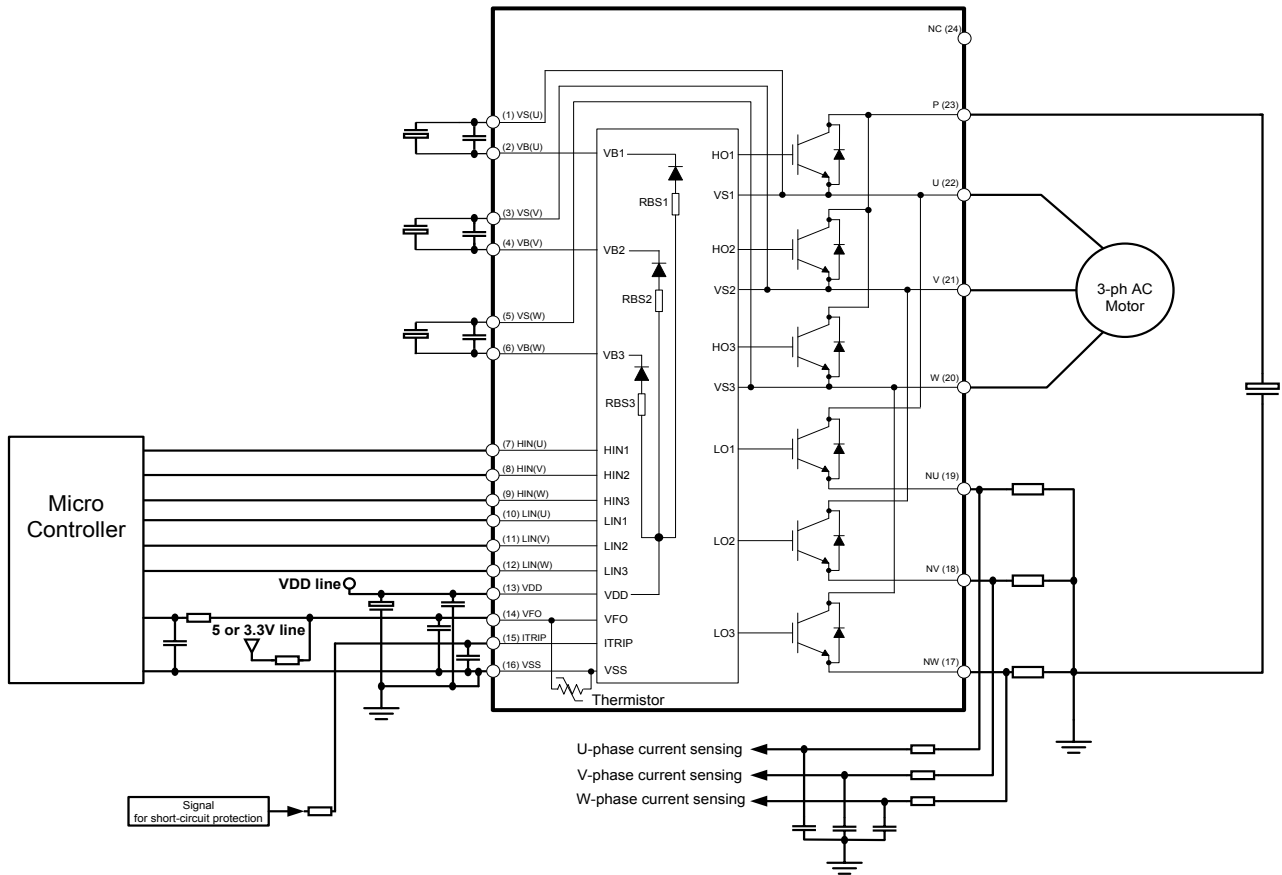 NC (24)
(1) VS(U)
P (23)
(2) VB(U)
VB1
HO1
RBS1
VS1
U (22)
(3) VS(V)
(4) VB(V)
VB2
HO2
RBS2
VS2
V (21)
3-ph AC
Motor
(5) VS(W)
(6) VB(W)
VB3
HO3
RBS3
VS3
W (20)
Micro
Controller
(7) HIN(U)
HIN1
LO1
(8) HIN(V)
HIN2
(9) HIN(W)
HIN3
NU (19)
(10) LIN(U)
LIN1
(11) LIN(V)
LIN2
LO2
(12) LIN(W)
LIN3
NV (18)
VDD line
(13) VDD
VDD
(14) VFO
VFO
5 or 3.3V line
LO3
(15) ITRIP
ITRIP
(16) VSS
VSS
NW (17)
Thermistor
U-phase current sensing
V-phase current sensing
W-phase current sensing
Signal
for short-circuit protection